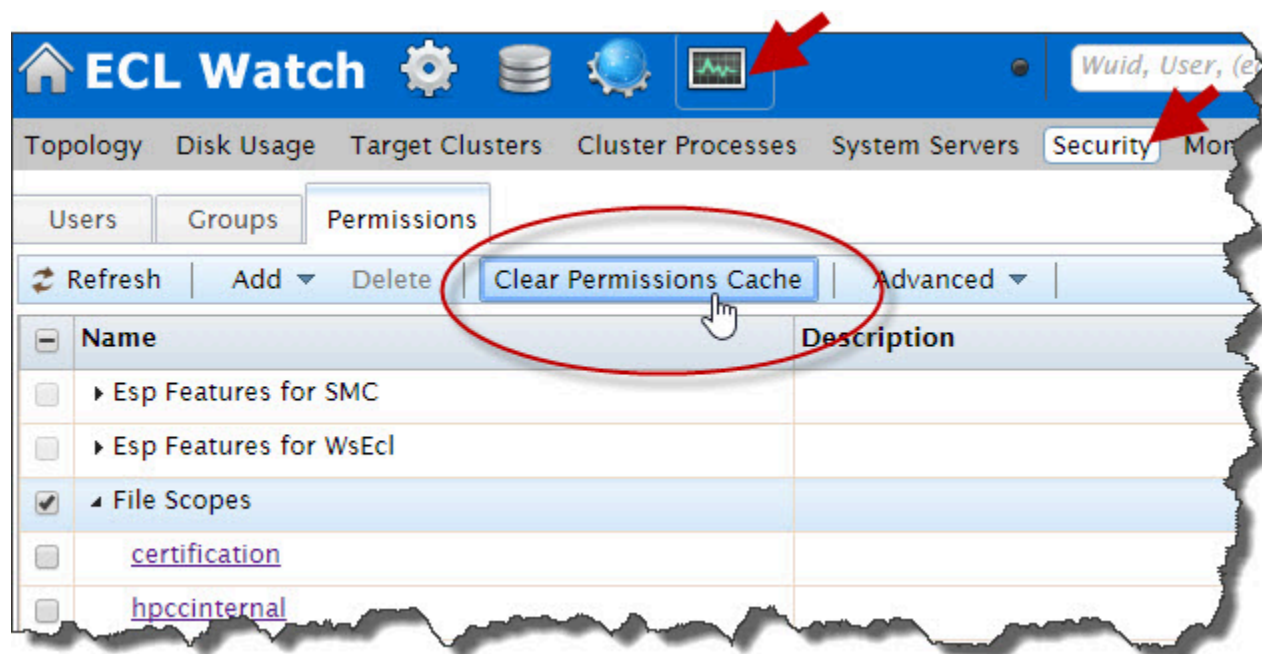 ECL Watch Wuid, User, (e
Topology Disk Usage Target Clusters Cluster Processes System Servers Security Mon
Users Groups Permissions
Refresh Add Delete Clear Permissions Cache Advanced
Name Description
Esp Features for SMC
Esp Features for WsEcl
File Scopes
certification
hpccinternal